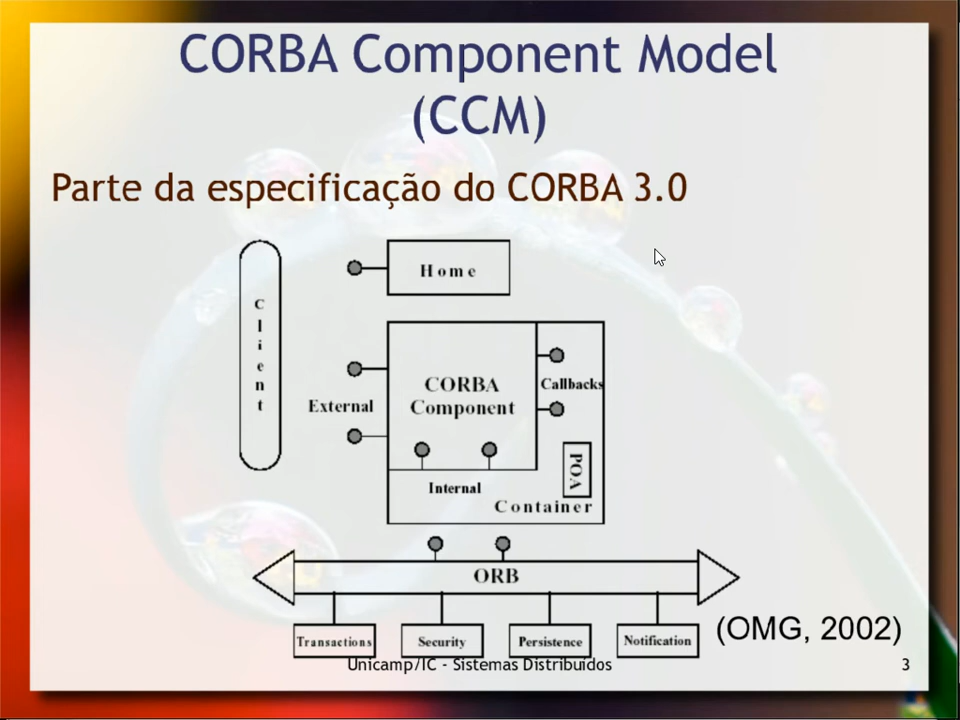 CORBA Component Model
(CCM)
Parte da especificação do CORBA 3.0
Client
Home
External
CORBA
Component
Callbacks
Internal
POA
Container
ORB
Transactions
Security
Persistence
Notification
(OMG, 2002)
Unicamp/IC - Sistemas Distribuídos
3